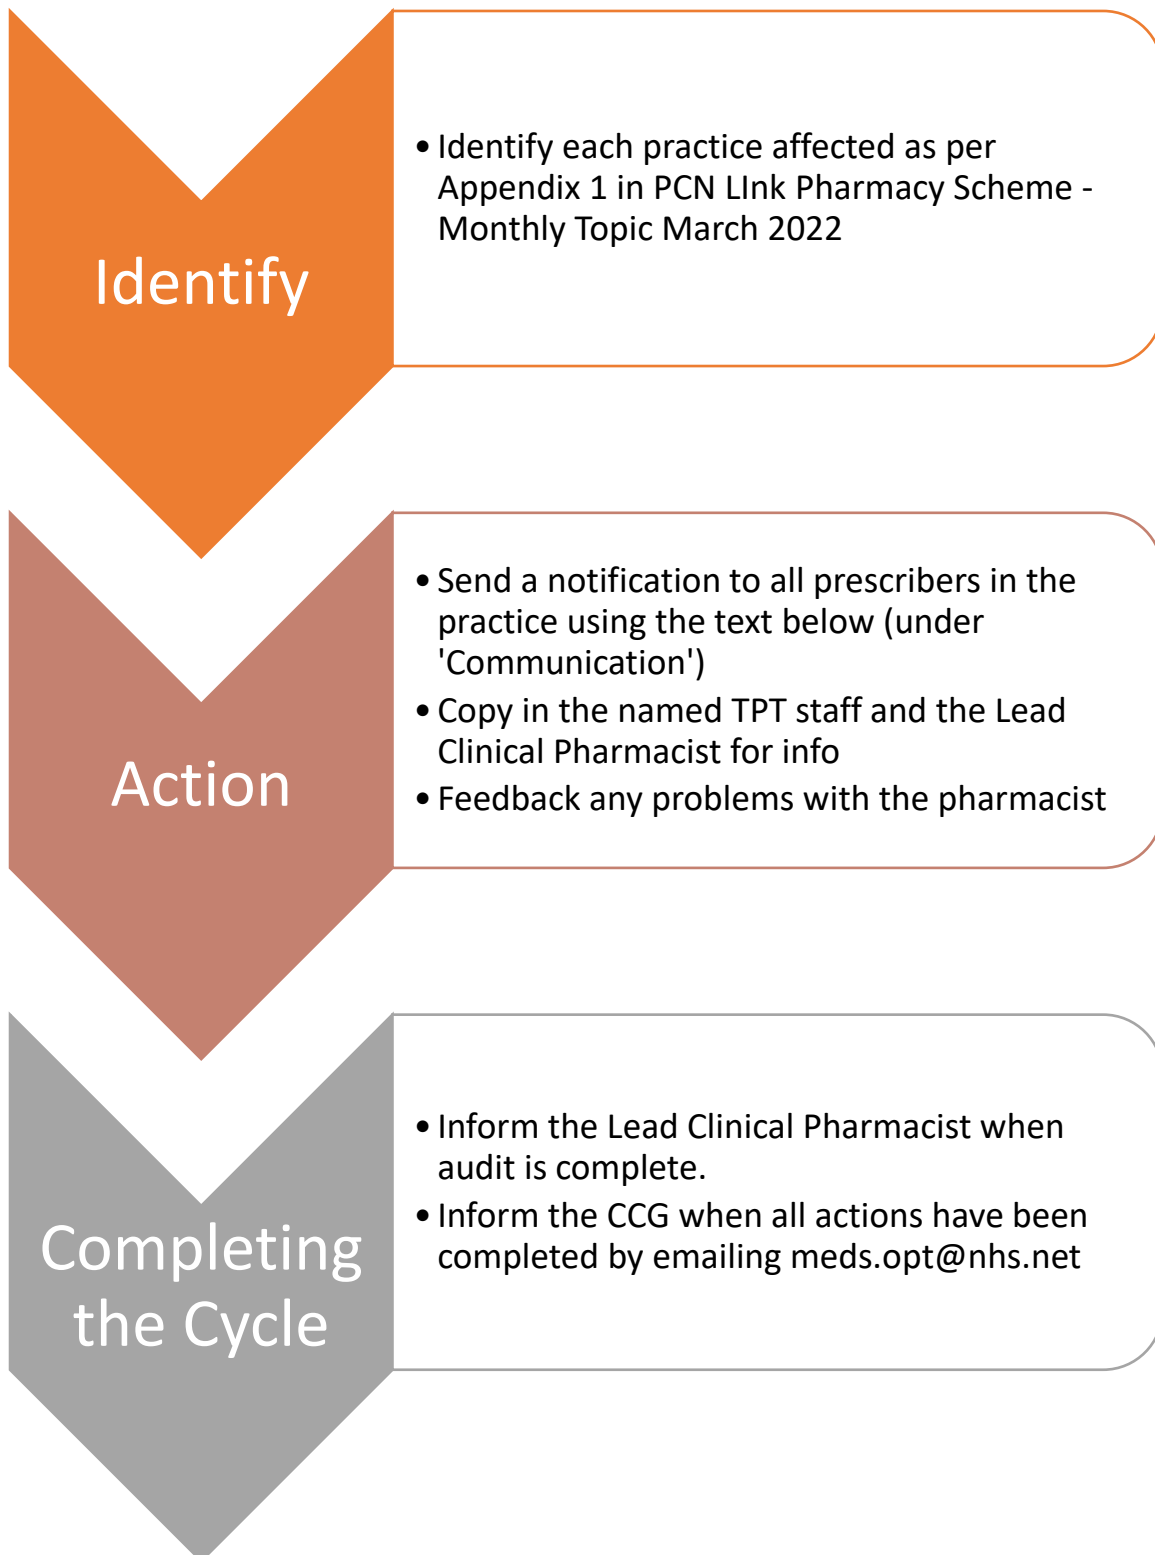 Identify
• Identify each practice affected as per
Appendix 1 in PCN LInk Pharmacy Scheme -
Monthly Topic March 2022
Action
• Send a notification to all prescribers in the
practice using the text below (under
'Communication')
• Copy in the named TPT staff and the Lead
Clinical Pharmacist for info
• Feedback any problems with the pharmacist
Completing
the Cycle
• Inform the Lead Clinical Pharmacist when
audit is complete.
• Inform the CCG when all actions have been
completed by emailing meds.opt@nhs.net